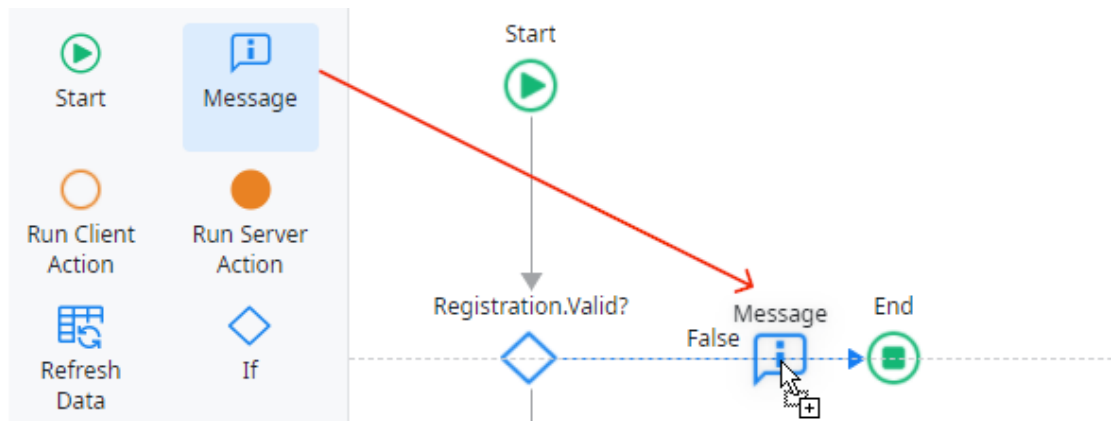 Start
Message
Run Client
Action
Run Server
Action
Refresh
Data
If
Start
Registration.Valid?
False
Message
End